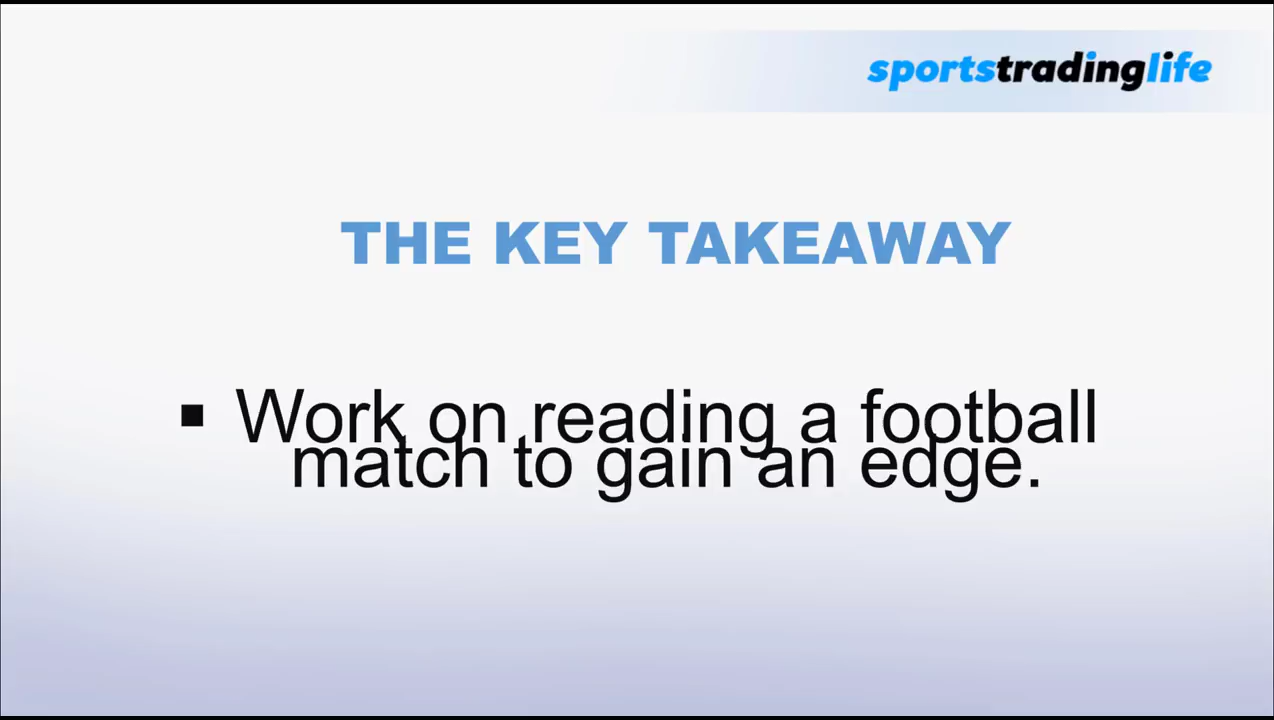 sportstradinglife
THE KEY TAKEAWAY
▪ Work on reading a football
match to gain an edge.